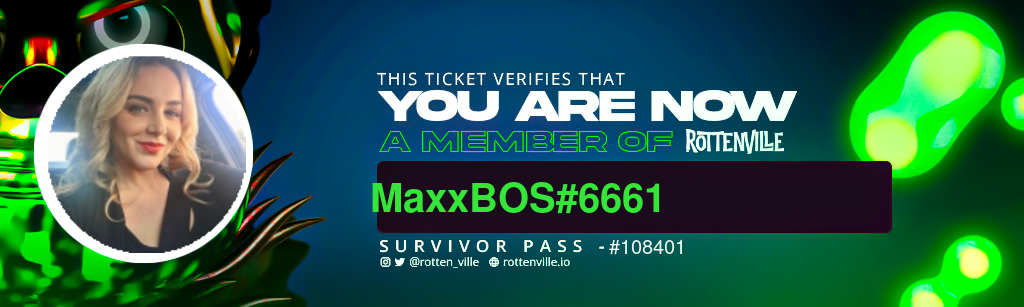 THIS TICKET VERIFIES THAT
YOU ARE NOW
A MEMBER OF ROTTENVILLE
MaxxBOS#6661
SURVIVOR PASS - #108401
@rotten_ville rottenville.io